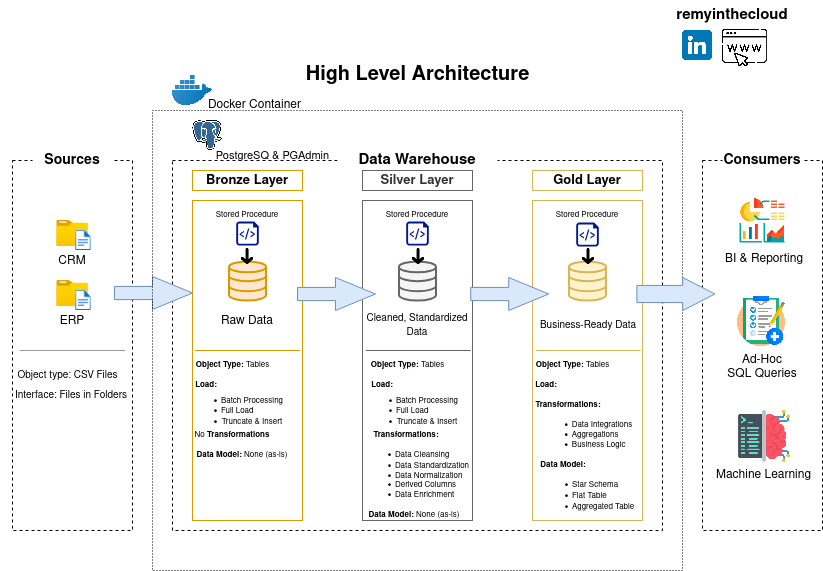 remyinthecloud
in
WWW
High Level Architecture
Docker Container
PostgreSQ & PGAdmin
Sources
CRM
ERP
Object type: CSV Files
Interface: Files in Folders
Data Warehouse
Bronze Layer
Stored Procedure
</>
Raw Data
Object Type: Tables
Load:
• Batch Processing
• Full Load
• Truncate & Insert
No Transformations
Data Model: None (as-is)
Silver Layer
Stored Procedure
</>
Cleaned, Standardized
Data
Object Type: Tables
Load:
• Batch Processing
• Full Load
• Truncate & Insert
Transformations:
• Data Cleansing
• Data Standardization
• Data Normalization
• Derived Columns
• Data Enrichment
Data Model: None (as-is)
Gold Layer
Stored Procedure
</>
Business-Ready Data
Object Type: Tables
Load:
Transformations:
• Data Integrations
• Aggregations
• Business Logic
Data Model:
• Star Schema
• Flat Table
• Aggregated Table
Consumers
BI & Reporting
Ad-Hoc
SQL Queries
Machine Learning